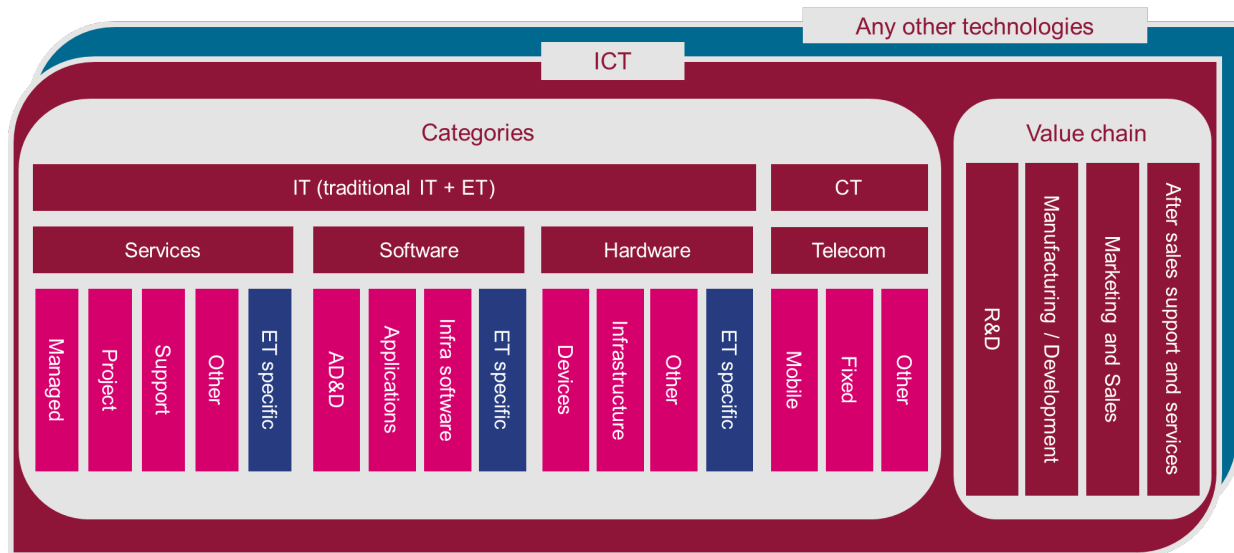 Any other technologies
ICT
Categories
Value chain
IT (traditional IT + ET)
CT
Services
Software
Hardware
Telecom
Managed
Project
Support
Other
ET specific
AD&D
Applications
Infra software
ET specific
Devices
Infrastructure
Other
ET specific
Mobile
Fixed
Other
R&D
Manufacturing / Development
Marketing and Sales
After sales support and services